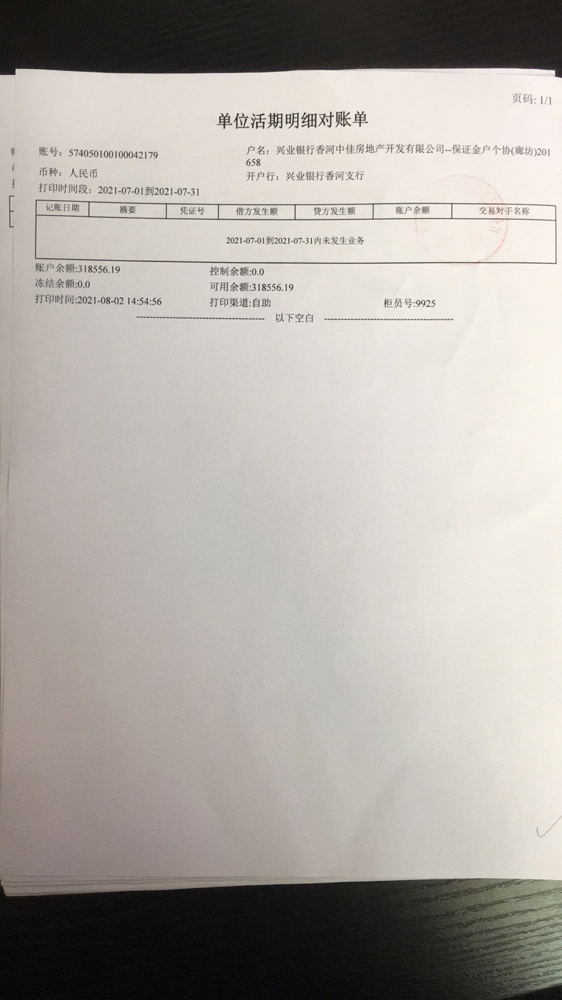 页码: 1/1
单位活期明细对账单
账号：574050100100042179
户名：兴业银行香河中佳房地产开发有限公司--保证金户个协(廊坊)201
658
币种：人民币
开户行：兴业银行香河支行
打印时间段：2021-07-01到2021-07-31
记账日期 摘要 凭证号 借方发生额 贷方发生额 账户余额 交易对手名称
2021-07-01到2021-07-31内未发生业务
账户余额:318556.19 控制余额:0.0
冻结余额:0.0 可用余额:318556.19
打印时间:2021-08-02 14:54:56 打印渠道:自助 柜员号:9925
以下空白